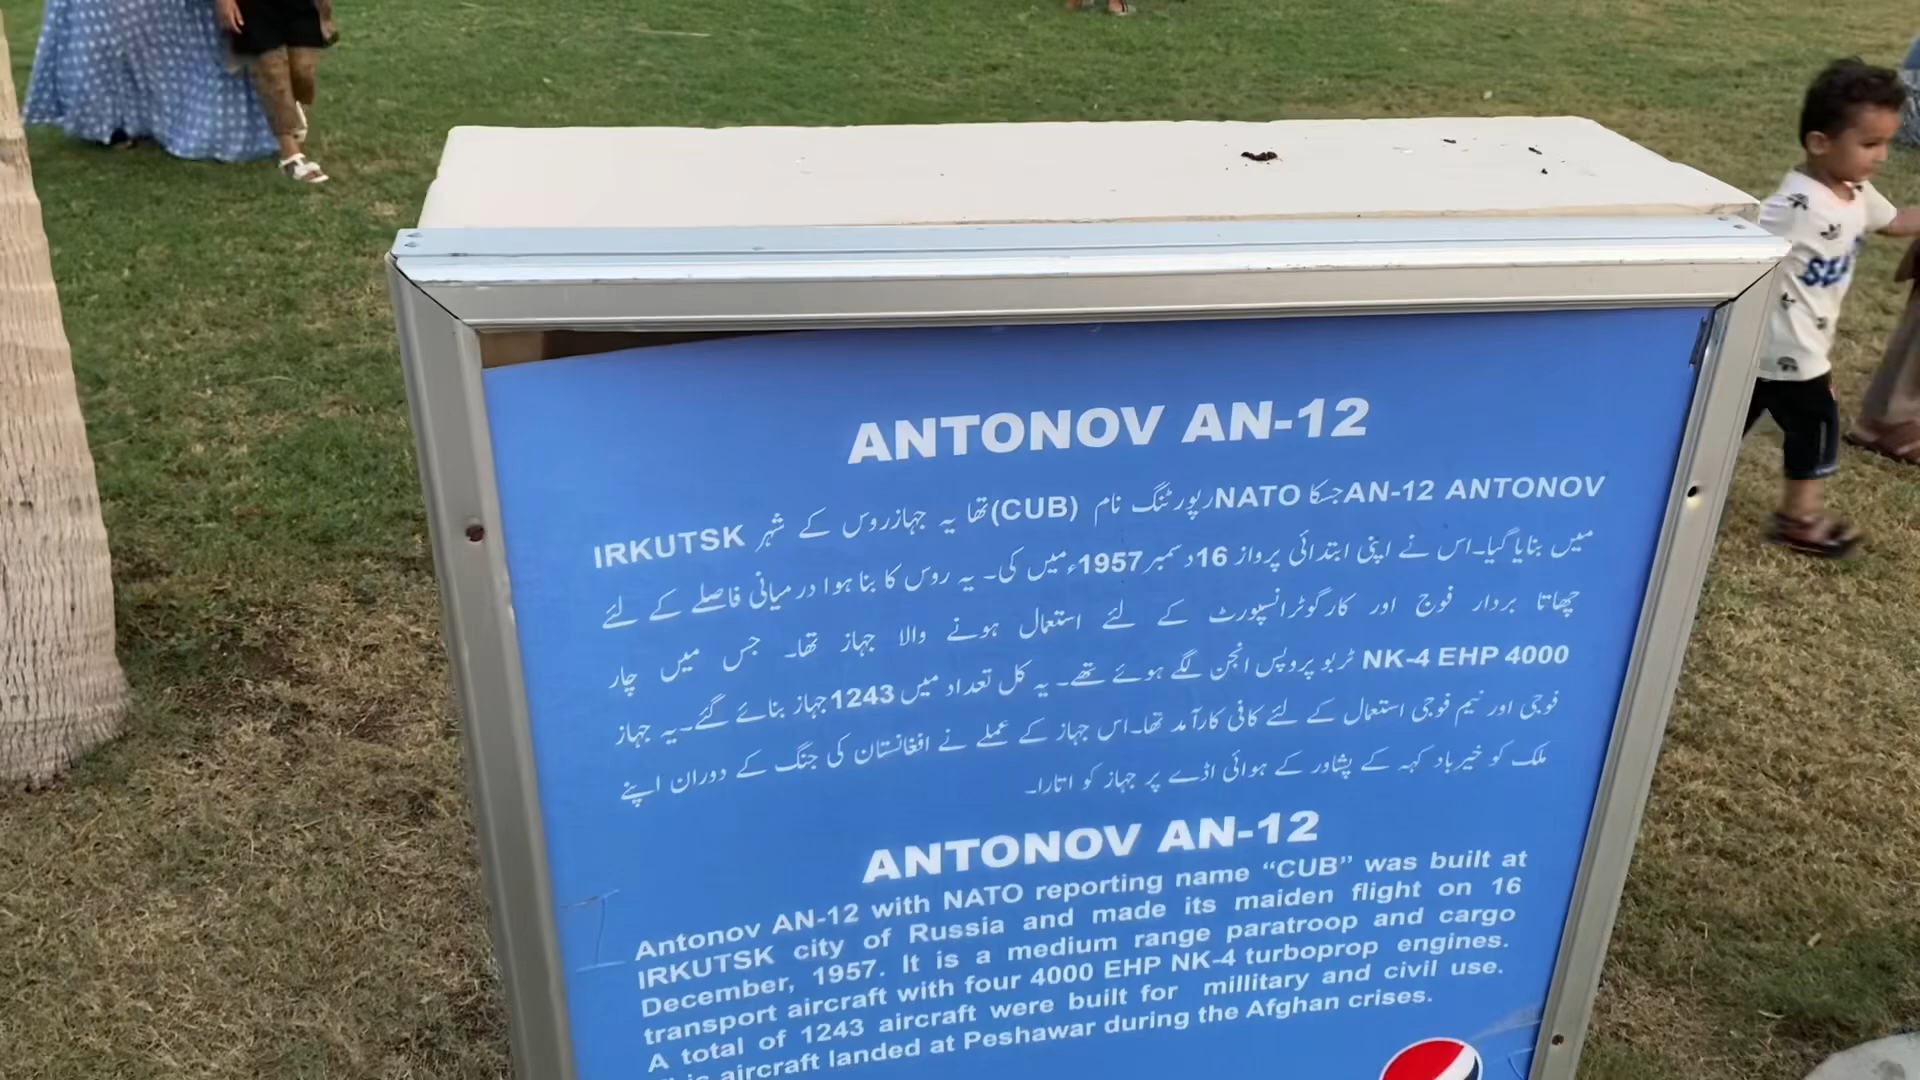 ANTONOV AN-12
AN-12 ANTONOV جسکا NATO رپورٹنگ نام (CUB) تھا یہ جہاز روس کے شہر IRKUTSK
میں بنایا گیا۔ اس نے اپنی ابتدائی پرواز 16 دسمبر 1957ء میں کی۔ یہ روس کا بنا ہوا درمیانی فاصلے کے لئے
چھاتا بردار فوج اور کارگو ٹرانسپورٹ کے لئے استعمال ہونے والا جہاز تھا۔ جس میں چار
NK-4 EHP 4000 ٹربو پروپس انجن لگے ہوئے تھے۔ یہ کل تعداد میں 1243 جہاز بنائے گئے۔ یہ جہاز
فوجی اور نیم فوجی استعمال کے لئے کافی کارآمد تھا۔ اس جہاز کے عملے نے افغانستان کی جنگ کے دوران اپنے
ملک کو خیرباد کہہ کے پشاور کے ہوائی اڈے پر جہاز کو اتارا۔
ANTONOV AN-12
Antonov AN-12 with NATO reporting name “CUB” was built at
IRKUTSK city of Russia and made its maiden flight on 16
December, 1957. It is a medium range paratroop and cargo
transport aircraft with four 4000 EHP NK-4 turboprop engines.
A total of 1243 aircraft were built for millitary and civil use.
aircraft landed at Peshawar during the Afghan crises.